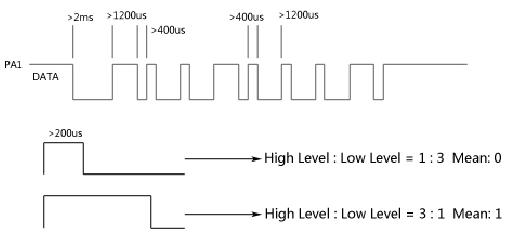 >2ms >1200us >400us >400us >1200us
PA1
DATA
>200us
High Level : Low Level = 1 : 3 Mean: 0
High Level : Low Level = 3 : 1 Mean: 1